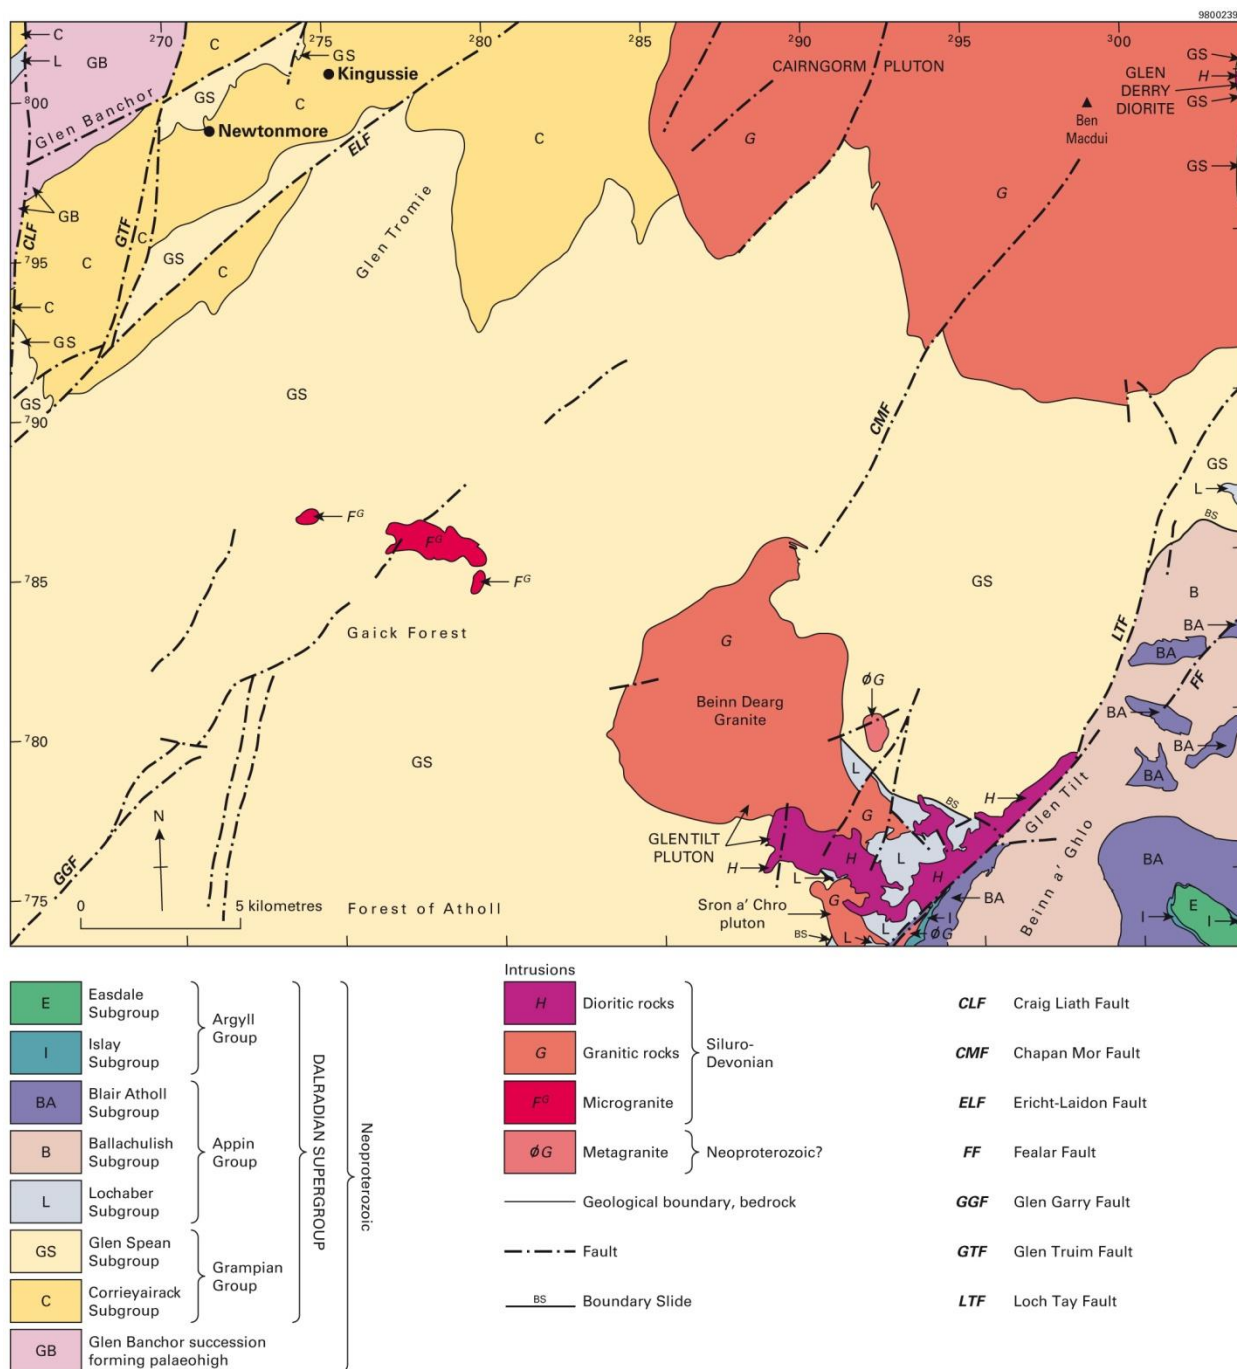 9800239
²70
²75
²80
²85
²90
²95
³00
C
L
GB
C
GS
Kingussie
CAIRNGORM PLUTON
GS
GLEN
DERRY
DIORITE
H
GS
⁷800
Glen Banchor
GS
C
Newtonmore
ELF
C
G
Ben
Macdui
GS
GB
CLF
GTF
C
Glen Tromie
G
⁷95
C
GS
C
C
GS
GS
GS
CMF
⁷90
GS
L
BS
Fᴳ
Fᴳ
Fᴳ
⁷85
GS
B
BA
Gaick Forest
G
LTF
BA
FF
øG
Beinn Dearg
Granite
BA
BA
⁷80
GS
L
BA
BS
H
Glen Tilt
N
G
GLEN TILT
PLUTON
H
H
L
H
BA
GGF
L
Beinn a' Ghlo
BA
⁷75
0
5 kilometres
Forest of Atholl
Sron a' Chro
pluton
G
BS
L
L
I
øG
I
E
I
E
Easdale
Subgroup
I
Islay
Subgroup
Argyll
Group
BA
Blair Atholl
Subgroup
B
Ballachulish
Subgroup
L
Lochaber
Subgroup
Appin
Group
GS
Glen Spean
Subgroup
C
Corrieyairack
Subgroup
Grampian
Group
GB
Glen Banchor succession
forming palaeohigh
DALRADIAN SUPERGROUP
Neoproterozoic
Intrusions
H
Dioritic rocks
G
Granitic rocks
Fᴳ
Microgranite
Siluro-
Devonian
øG
Metagranite
Neoproterozoic?
Geological boundary, bedrock
Fault
BS
Boundary Slide
CLF Craig Liath Fault
CMF Chapan Mor Fault
ELF Ericht-Laidon Fault
FF Fealar Fault
GGF Glen Garry Fault
GTF Glen Truim Fault
LTF Loch Tay Fault